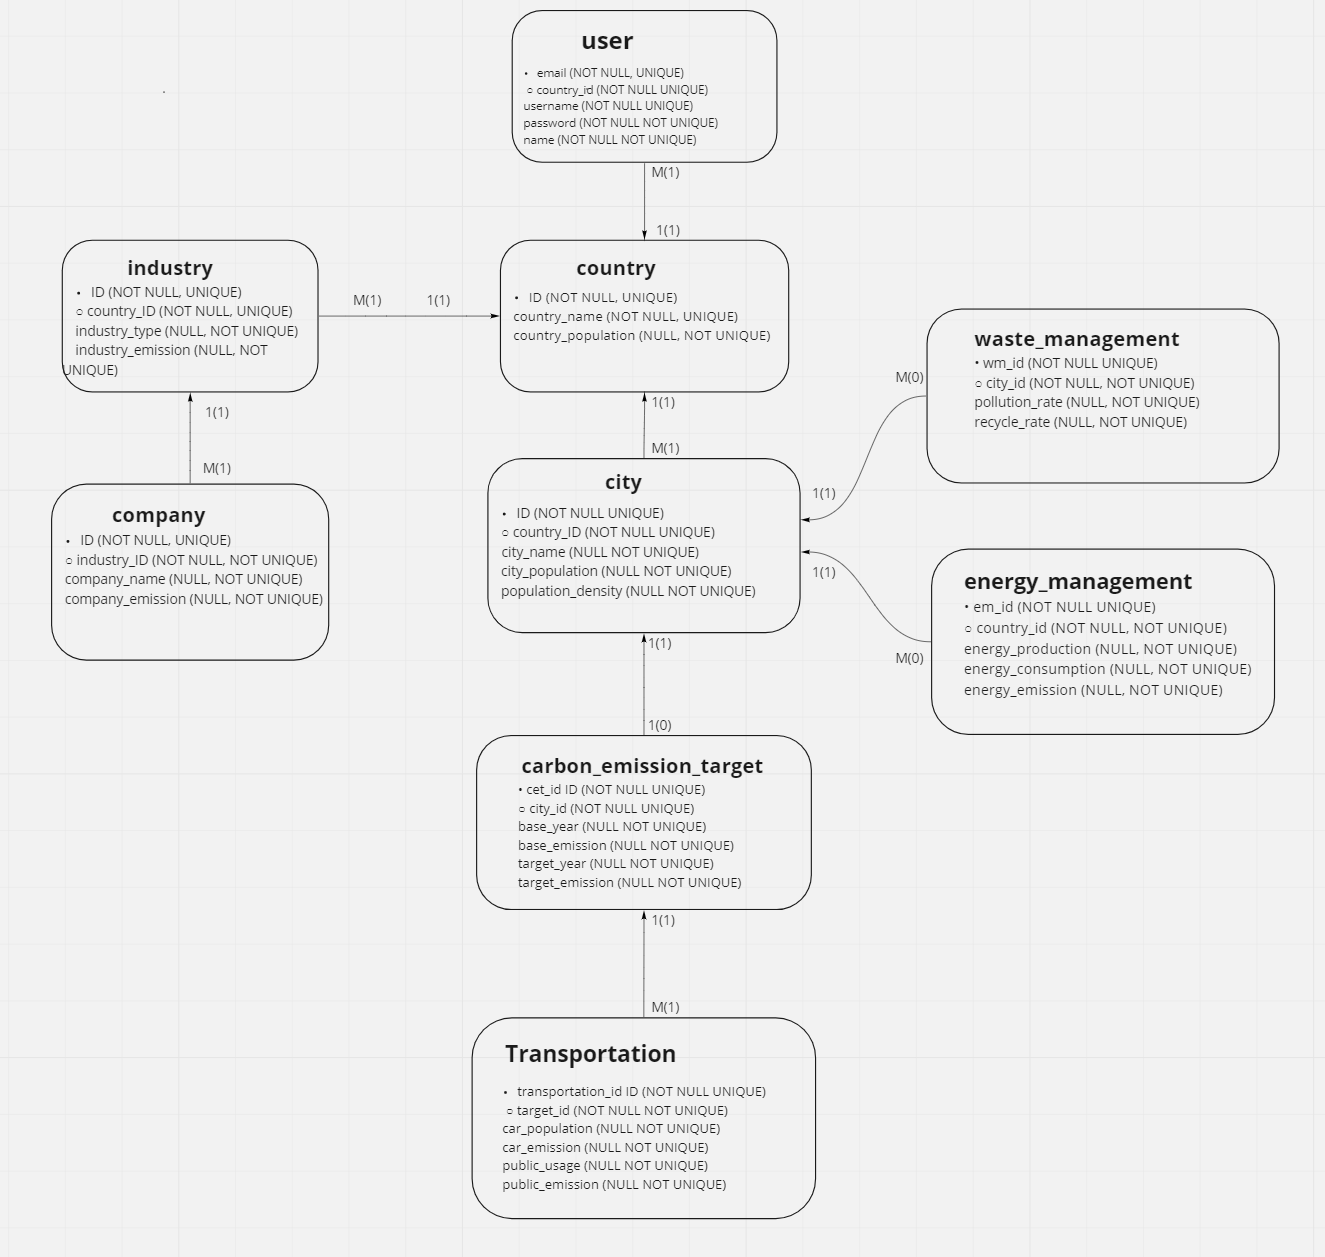 user
• email (NOT NULL, UNIQUE)
○ country_id (NOT NULL UNIQUE)
username (NOT NULL UNIQUE)
password (NOT NULL NOT UNIQUE)
name (NOT NULL NOT UNIQUE)
M(1)
1(1)
industry
• ID (NOT NULL, UNIQUE)
○ country_ID (NOT NULL, UNIQUE)
industry_type (NULL, NOT UNIQUE)
industry_emission (NULL, NOT
UNIQUE)
M(1)
1(1)
country
• ID (NOT NULL, UNIQUE)
country_name (NOT NULL, UNIQUE)
country_population (NULL, NOT UNIQUE)
waste_management
• wm_id (NOT NULL UNIQUE)
○ city_id (NOT NULL, NOT UNIQUE)
pollution_rate (NULL, NOT UNIQUE)
recycle_rate (NULL, NOT UNIQUE)
M(0)
1(1)
1(1)
M(1)
1(1)
M(1)
company
• ID (NOT NULL, UNIQUE)
○ industry_ID (NOT NULL, NOT UNIQUE)
company_name (NULL, NOT UNIQUE)
company_emission (NULL, NOT UNIQUE)
city
• ID (NOT NULL UNIQUE)
○ country_ID (NOT NULL UNIQUE)
city_name (NULL NOT UNIQUE)
city_population (NULL NOT UNIQUE)
population_density (NULL NOT UNIQUE)
1(1)
M(0)
energy_management
• em_id (NOT NULL UNIQUE)
○ country_id (NOT NULL, NOT UNIQUE)
energy_production (NULL, NOT UNIQUE)
energy_consumption (NULL, NOT UNIQUE)
energy_emission (NULL, NOT UNIQUE)
1(1)
1(0)
carbon_emission_target
• cet_id ID (NOT NULL UNIQUE)
○ city_id (NOT NULL UNIQUE)
base_year (NULL NOT UNIQUE)
base_emission (NULL NOT UNIQUE)
target_year (NULL NOT UNIQUE)
target_emission (NULL NOT UNIQUE)
1(1)
M(1)
Transportation
• transportation_id ID (NOT NULL UNIQUE)
○ target_id (NOT NULL NOT UNIQUE)
car_population (NULL NOT UNIQUE)
car_emission (NULL NOT UNIQUE)
public_usage (NULL NOT UNIQUE)
public_emission (NULL NOT UNIQUE)